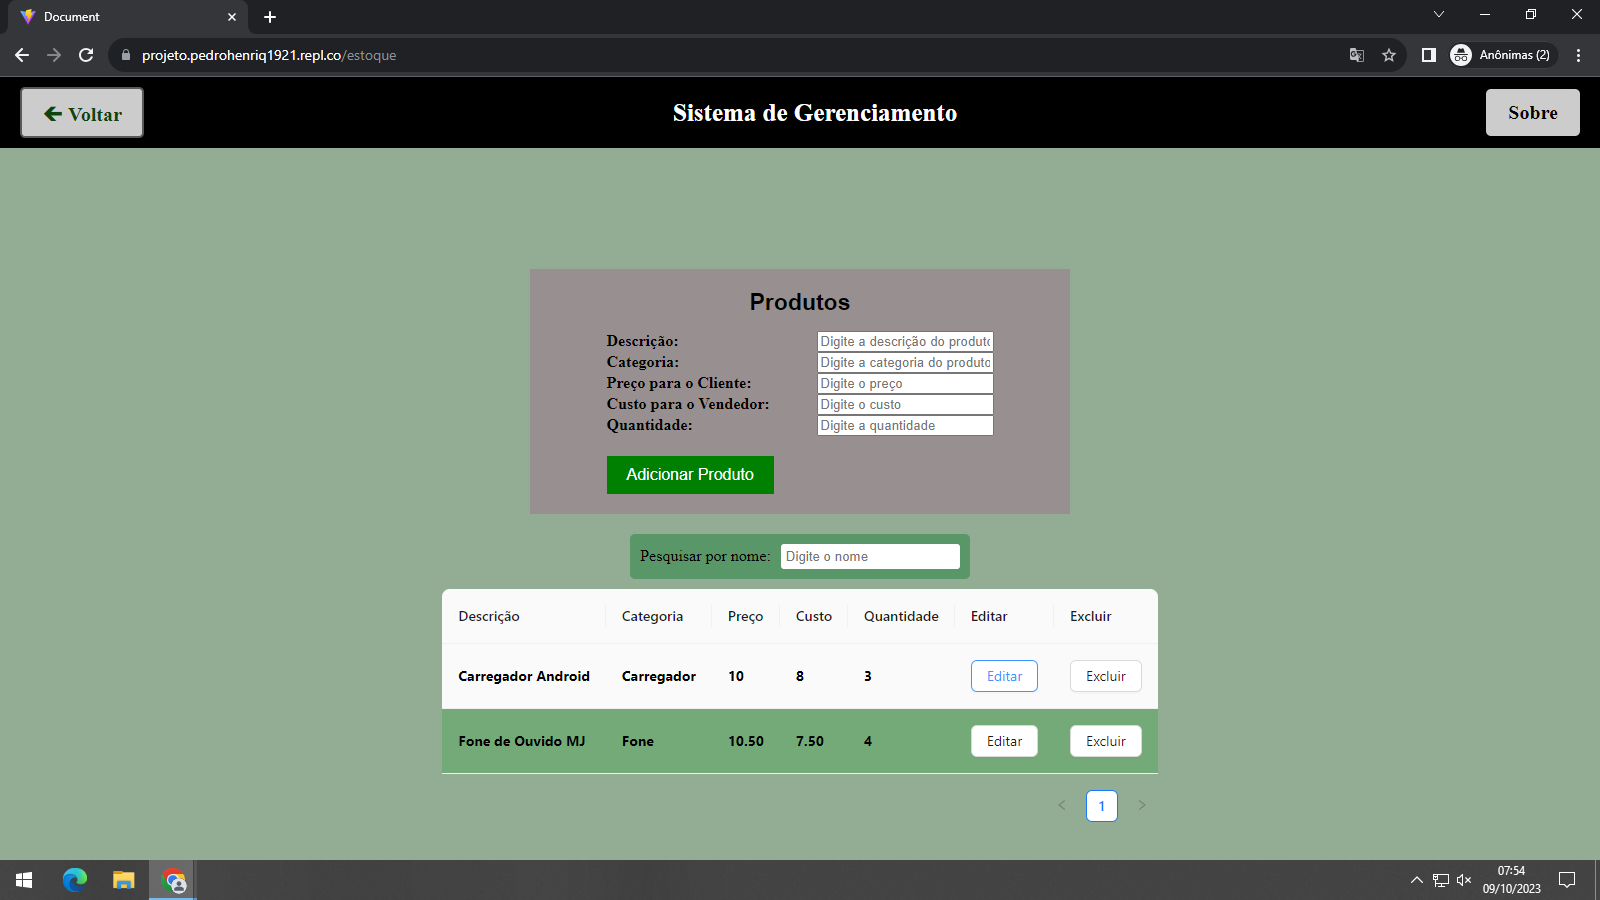 Document
projeto.pedrohenriq1921.repl.co/estoque
Anônimas (2)
Voltar
Sistema de Gerenciamento
Sobre
Produtos
Descrição: Digite a descrição do produto
Categoria: Digite a categoria do produto
Preço para o Cliente: Digite o preço
Custo para o Vendedor: Digite o custo
Quantidade: Digite a quantidade
Adicionar Produto
Pesquisar por nome: Digite o nome
Descrição Categoria Preço Custo Quantidade Editar Excluir
Carregador Android Carregador 10 8 3 Editar Excluir
Fone de Ouvido MJ Fone 10.50 7.50 4 Editar Excluir
< 1 >
07:54
09/10/2023